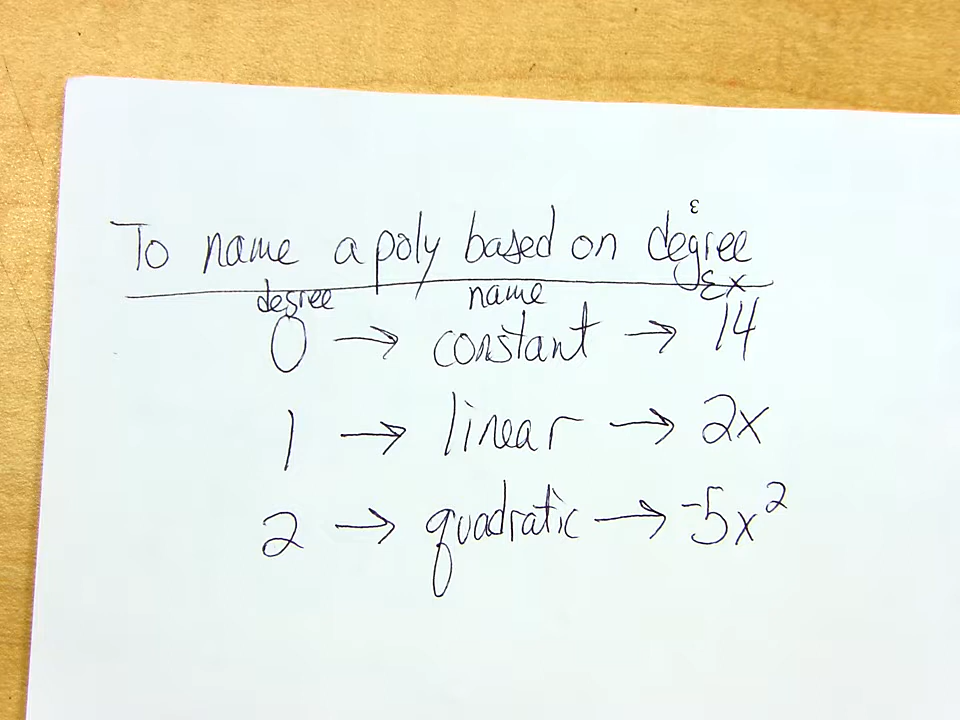 To name a poly based on degree
degree name Ex
0 → constant → 14
1 → linear → 2x
2 → quadratic → -5x²